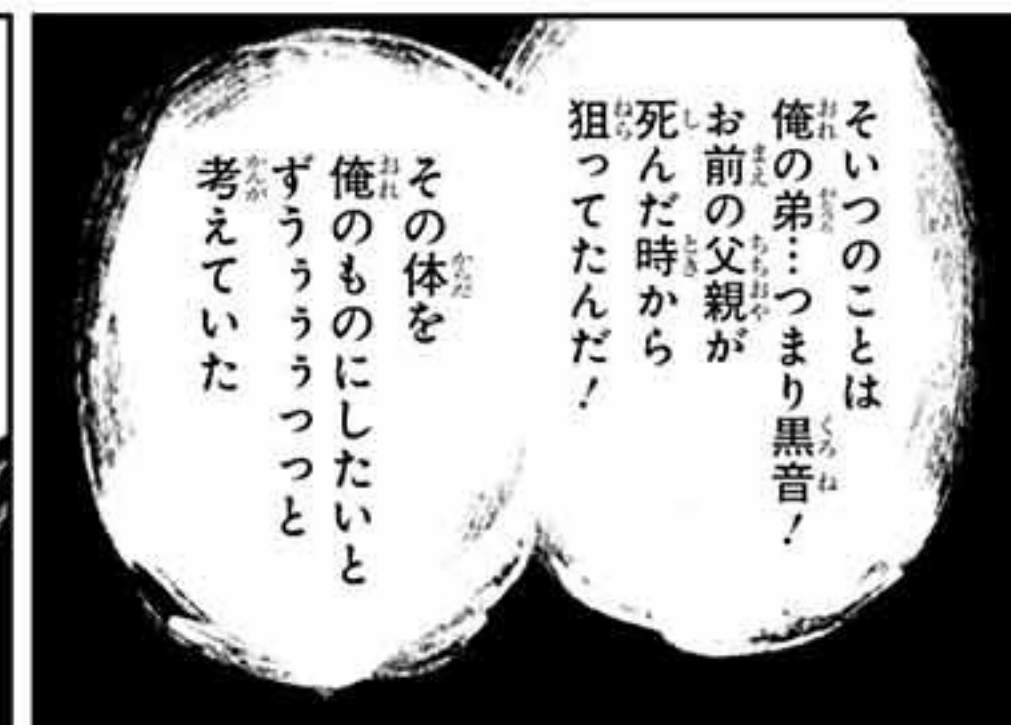 そいつのことは
俺の弟…つまり黒音!
お前の父親が
死んだ時から
狙ってたんだ!
その体を
俺のものにしたいと
ずうぅぅぅっっと
考えていた